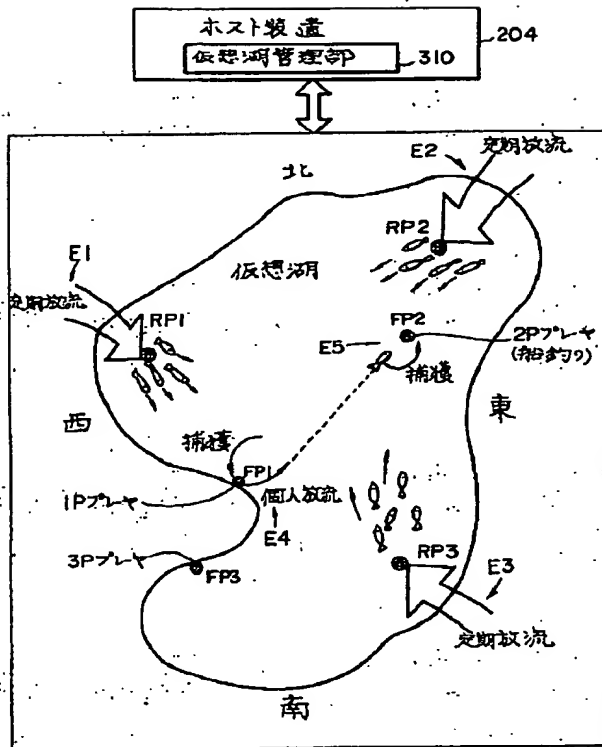 ホスト装置
204
仮想湖管理部
310
北
E2
定期放流
RP2
E1
仮想湖
定期放流
RP1
FP2
2Pプレーヤ
(船釣り)
E5
捕獲
東
西
捕獲
FP1
個人放流
1Pプレーヤ
E4
3Pプレーヤ
FP3
RP3
E3
定期放流
南